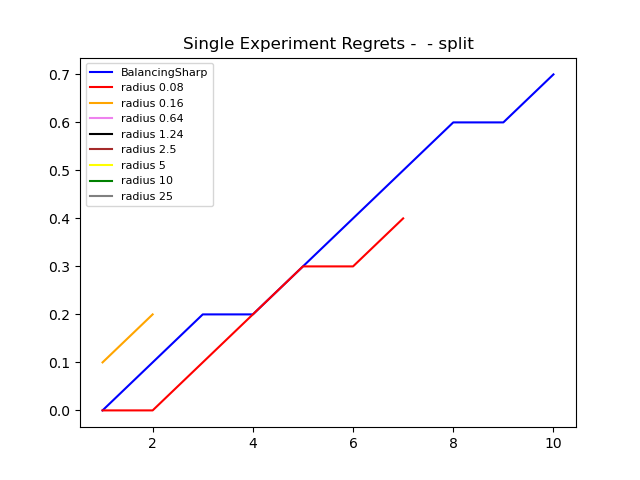 Single Experiment Regrets -  - split
BalancingSharp
radius 0.08
radius 0.16
radius 0.64
radius 1.24
radius 2.5
radius 5
radius 10
radius 25
0.7
0.6
0.5
0.4
0.3
0.2
0.1
0.0
2 4 6 8 10